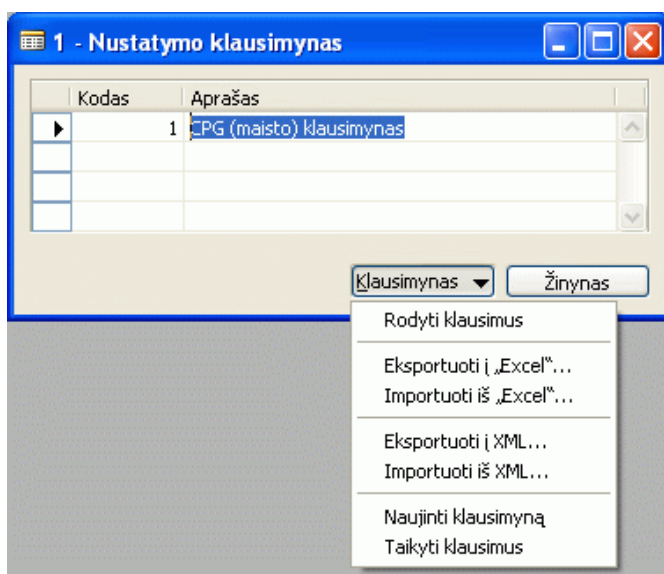 1 - Nustatymo klausimynas
Kodas Aprašas
1 CPG (maisto) klausimynas
Klausimynas Žinynas
Rodyti klausimus
Eksportuoti į „Excel“...
Importuoti iš „Excel“...
Eksportuoti į XML...
Importuoti iš XML...
Naujinti klausimyną
Taikyti klausimus